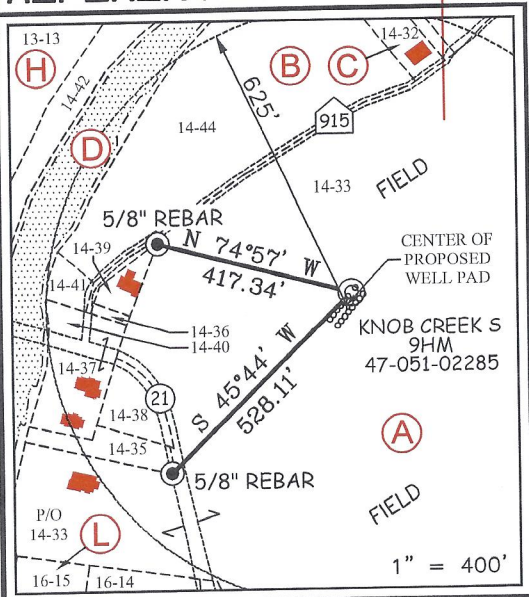 13-13
14-42
H
D
B
C
14-32
14-44
625'
915
14-33
FIELD
5/8" REBAR
N 74°57' W
417.34'
CENTER OF
PROPOSED
WELL PAD
14-39
14-41
14-36
14-40
KNOB CREEK S
9HM
47-051-02285
S 45°44' W
528.11'
14-37
21
14-38
14-35
A
5/8" REBAR
FIELD
P/O
14-33
L
16-15
16-14
1" = 400'